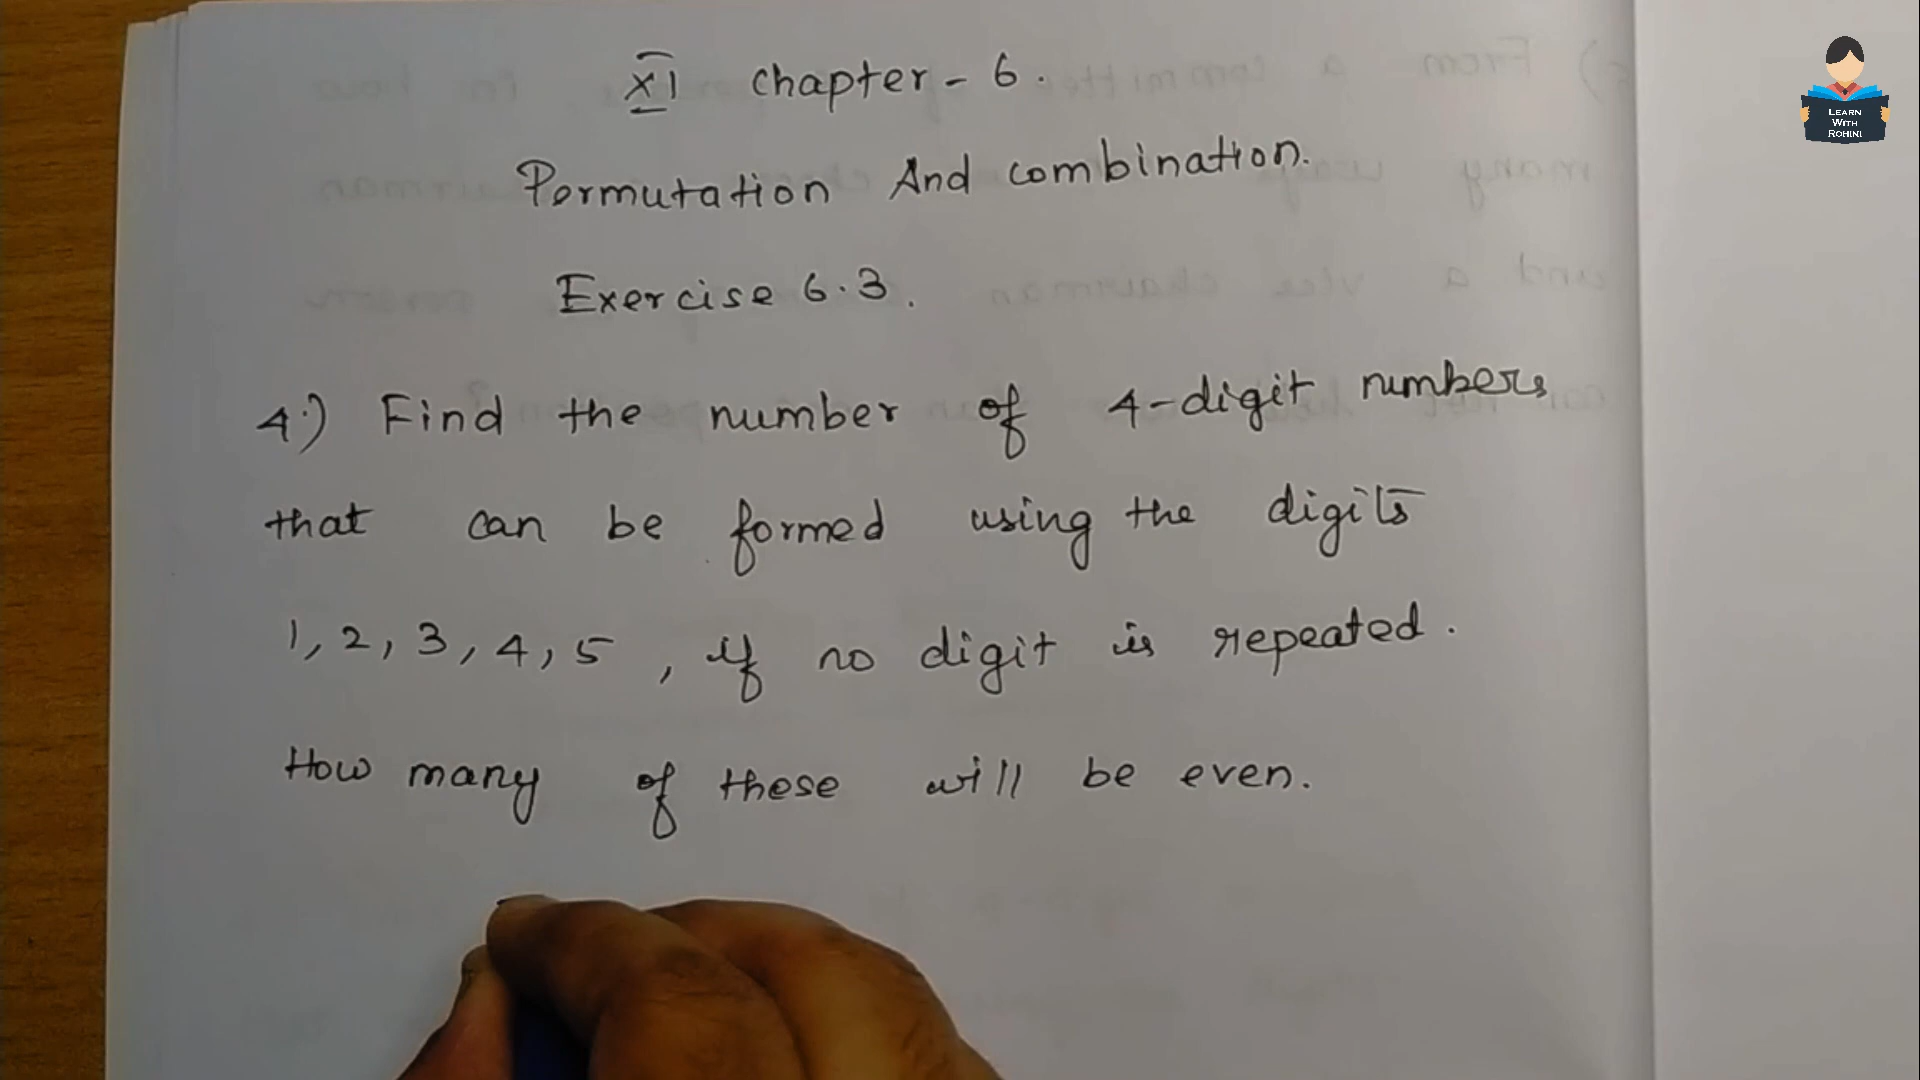 XI chapter - 6.
Permutation And combination.
Exercise 6.3.
4.) Find the number of 4-digit numbers
that can be formed using the digits
1, 2, 3, 4, 5, if no digit is repeated.
How many of these will be even.
LEARN
WITH
ROHINI